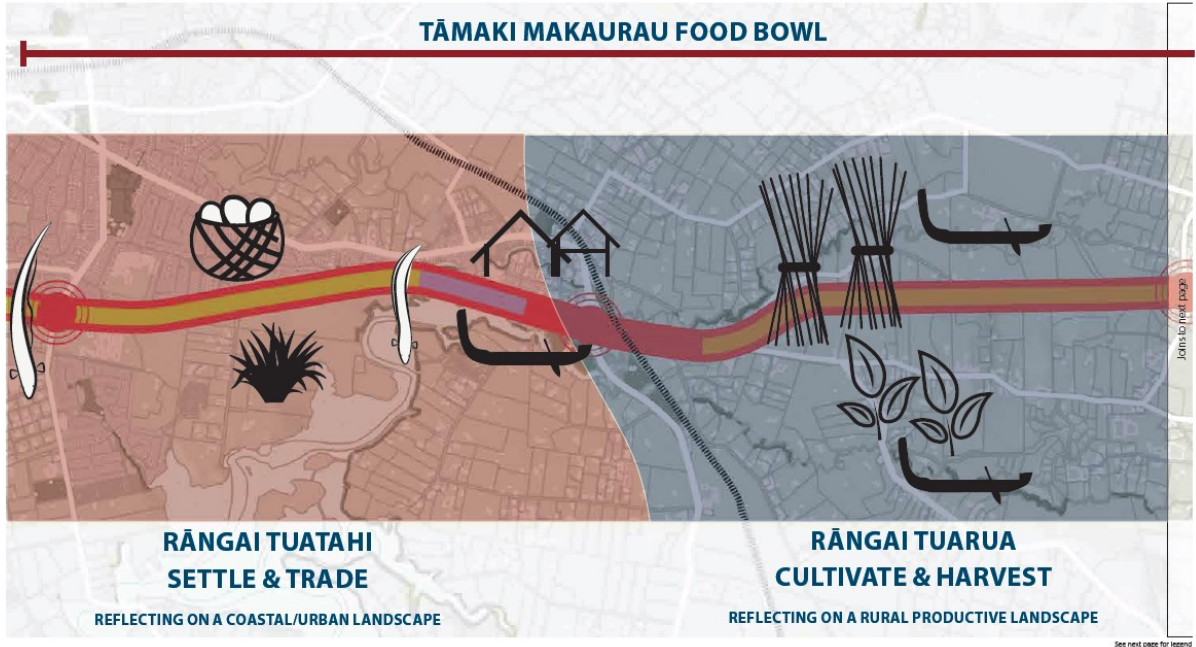 TĀMAKI MAKAURAU FOOD BOWL
Joins to next page
RĀNGAI TUATAHI
SETTLE & TRADE
REFLECTING ON A COASTAL/URBAN LANDSCAPE
RĀNGAI TUARUA
CULTIVATE & HARVEST
REFLECTING ON A RURAL PRODUCTIVE LANDSCAPE
See next page for legend